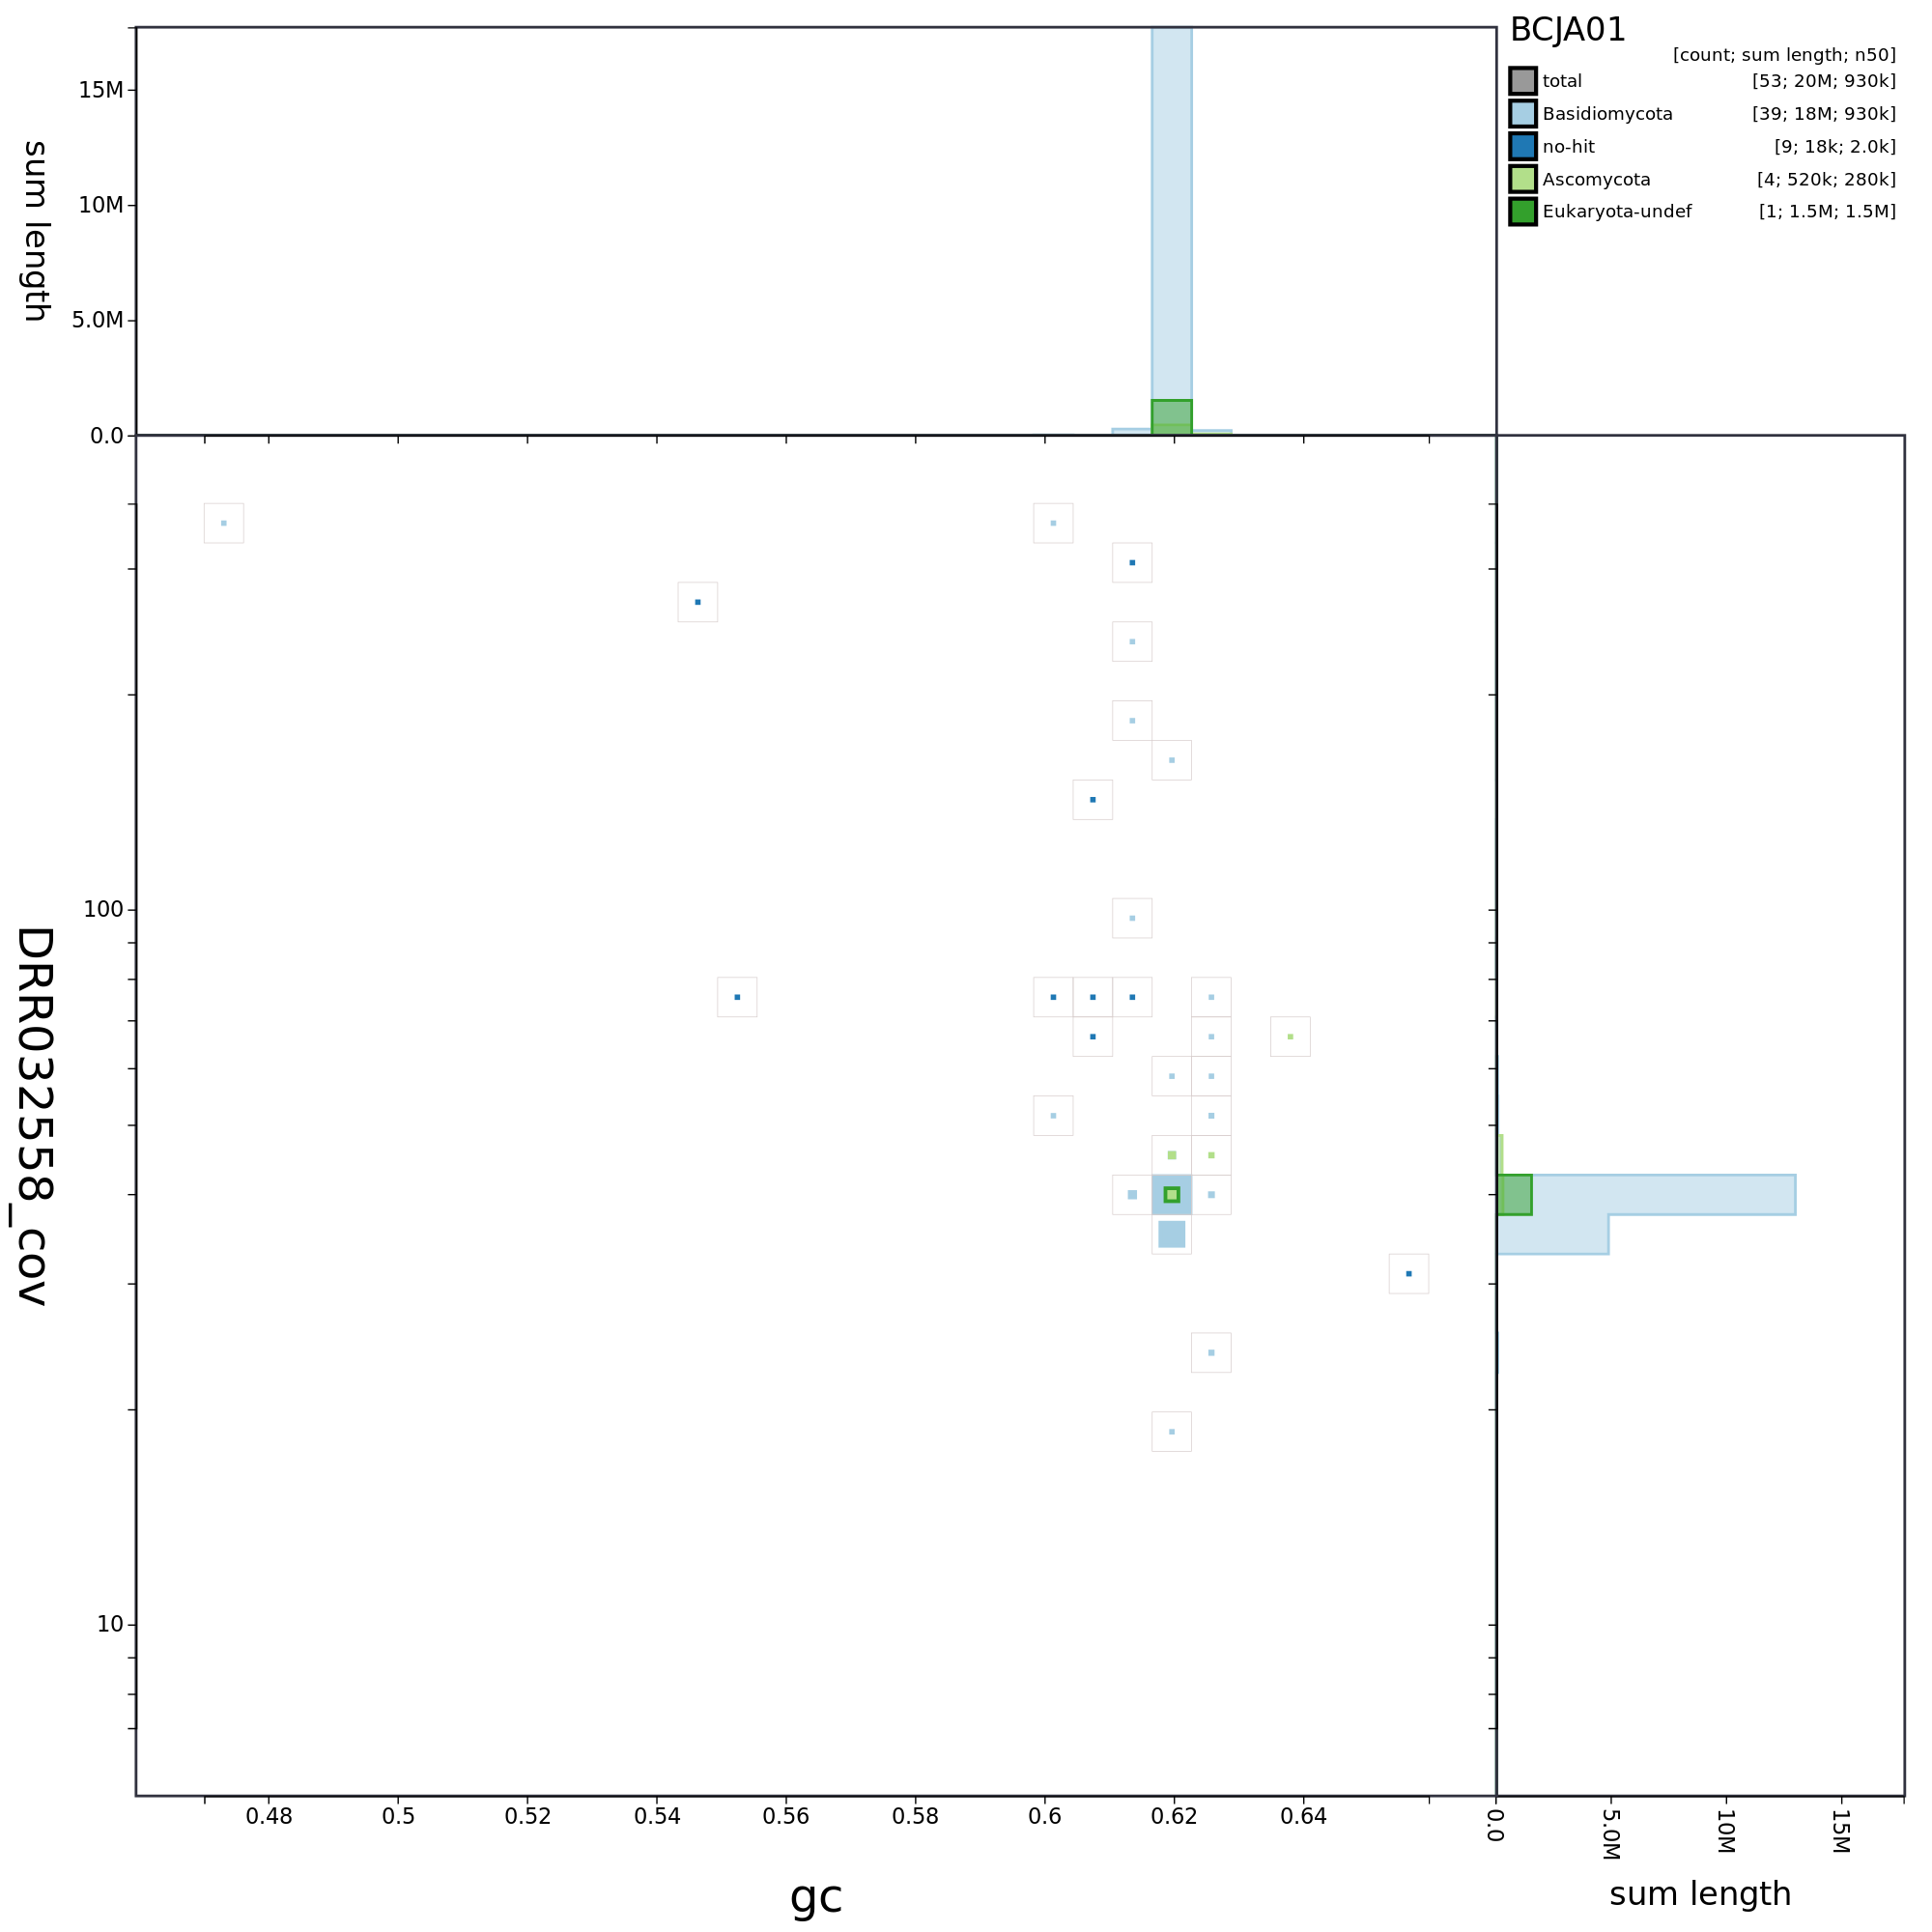 BCJA01
[count; sum length; n50]
total [53; 20M; 930k]
Basidiomycota [39; 18M; 930k]
no-hit [9; 18k; 2.0k]
Ascomycota [4; 520k; 280k]
Eukaryota-undef [1; 1.5M; 1.5M]
sum length
15M
10M
5.0M
0.0
DRR032558_cov
100
10
0.48 0.5 0.52 0.54 0.56 0.58 0.6 0.62 0.64
gc
0.0 5.0M 10M 15M
sum length